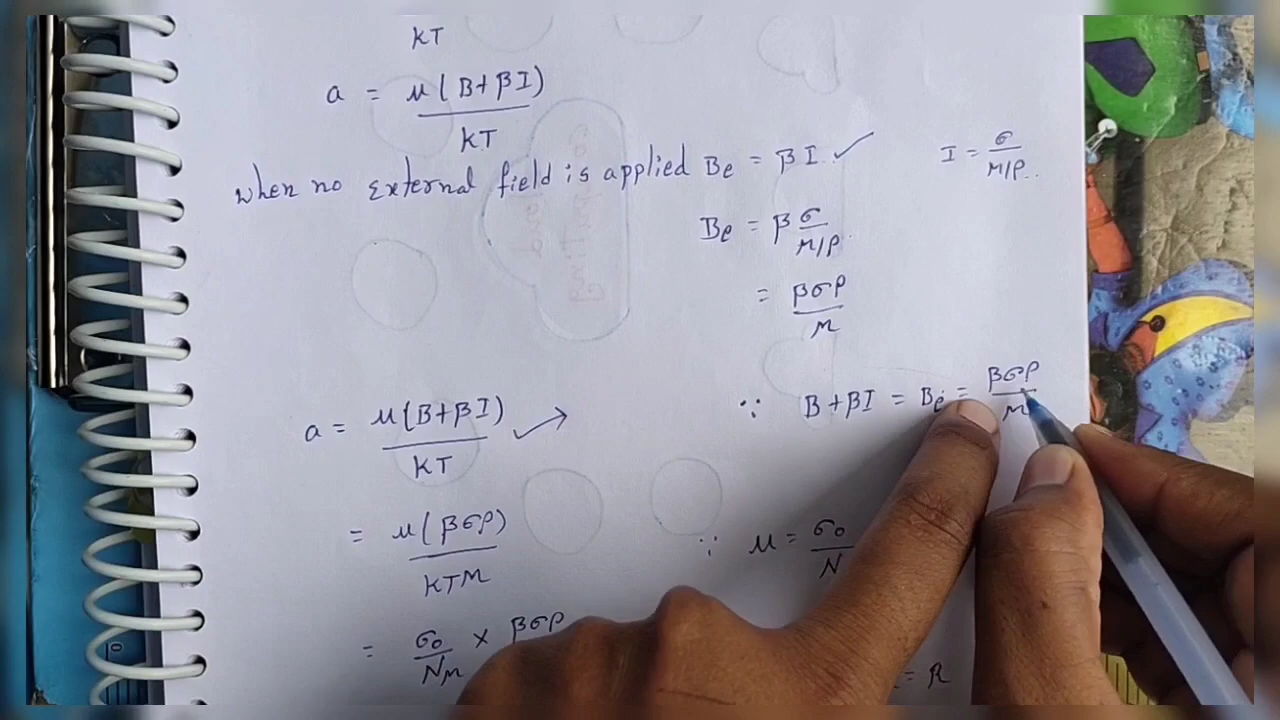 KT
a = μ(B+βI) / KT
when no External field is applied Be = βI ✓ I = σ / M/ρ..
Be = β σ / M/ρ.
= βσρ / M
a = μ(B+βI) / KT ∵ B+βI = Be = βσρ / M
= μ(βσρ) / KTM ∵ μ = σ₀ / N
= σ₀ / NM × βσρ
= R